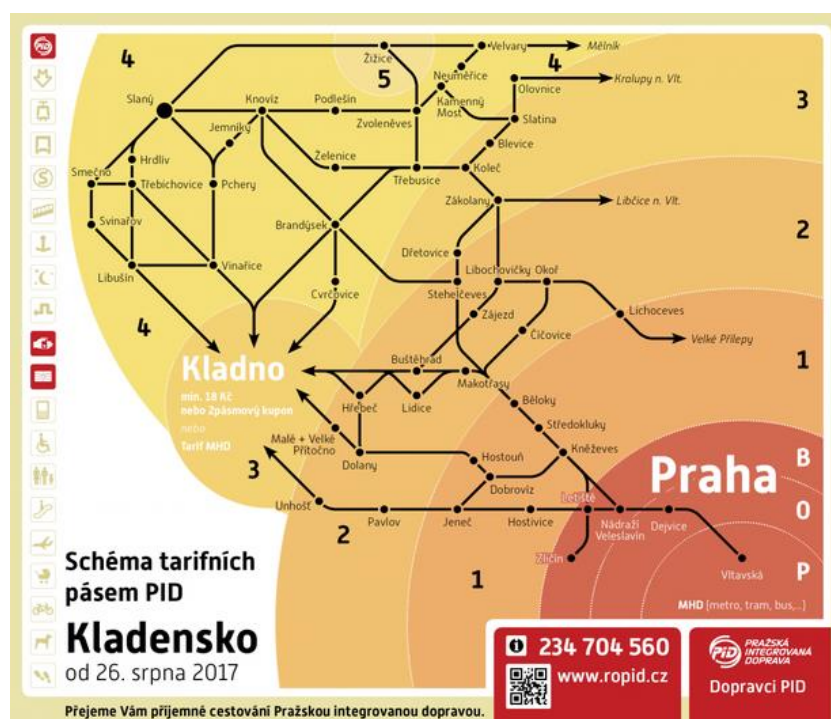 PID
4
Žižice
5
Velvary
Mělník
4
Neuměřice
Olovnice
Kralupy n. Vlt.
3
Slaný
Knovíz
Podlešín
Zvoleněves
Kamenný
Most
Slatina
Jemníky
Blevice
Hrdlív
Želenice
Smečno
Třebichovice
Pchery
Třebusice
Koleč
Zákolany
Libčice n. Vlt.
2
Svinařov
Brandýsek
Dřetovice
Libochovičky
Okoř
Libušín
Vinařice
Cvrčovice
Stehelčeves
Zájezd
Lichoceves
4
Číčovice
Velké Přílepy
1
Kladno
min. 18 Kč
nebo 2pásmový kupon
nebo
Tarif MHD
Buštěhrad
Makotřasy
Hřebeč
Lidice
Běloky
Středokluky
Malé + Velké
Přítočno
Dolany
Hostouň
Kněževes
Praha
B
3
Dobrovíz
Letiště
Unhošť
2
Pavlov
Jeneč
Hostivice
Nádraží
Veleslavín
Dejvice
O
1
Zličín
Vltavská
P
MHD (metro, tram, bus,..)
Schéma tarifních
pásem PID
Kladensko
od 26. srpna 2017
234 704 560
www.ropid.cz
PID PRAŽSKÁ
INTEGROVANÁ
DOPRAVA
Dopravci PID
Přejeme Vám příjemné cestování Pražskou integrovanou dopravou.